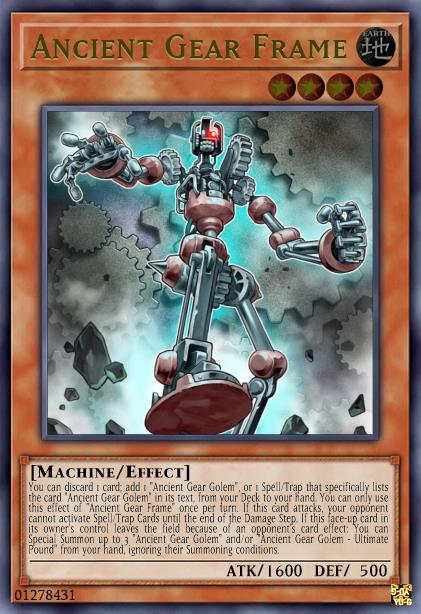 ANCIENT GEAR FRAME
EARTH
地
[MACHINE/EFFECT]
You can discard 1 card; add 1 "Ancient Gear Golem", or 1 Spell/Trap that specifically lists
the card "Ancient Gear Golem" in its text, from your Deck to your hand. You can only use
this effect of "Ancient Gear Frame" once per turn. If this card attacks, your opponent
cannot activate Spell/Trap Cards until the end of the Damage Step. If this face-up card in
its owner's control leaves the field because of an opponent's card effect: You can
Special Summon up to 3 "Ancient Gear Golem" and/or "Ancient Gear Golem - Ultimate
Pound" from your hand, ignoring their Summoning conditions.
ATK/1600 DEF/ 500
01278431